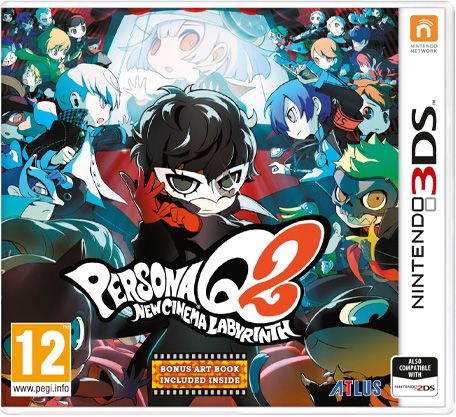 NINTENDO
NETWORK
NINTENDO 3DS™
PERSONA Q2
NEW CINEMA LABYRINTH
12
www.pegi.info
BONUS ART BOOK
INCLUDED INSIDE
ATLUS
ALSO
COMPATIBLE
WITH
NINTENDO 2DS